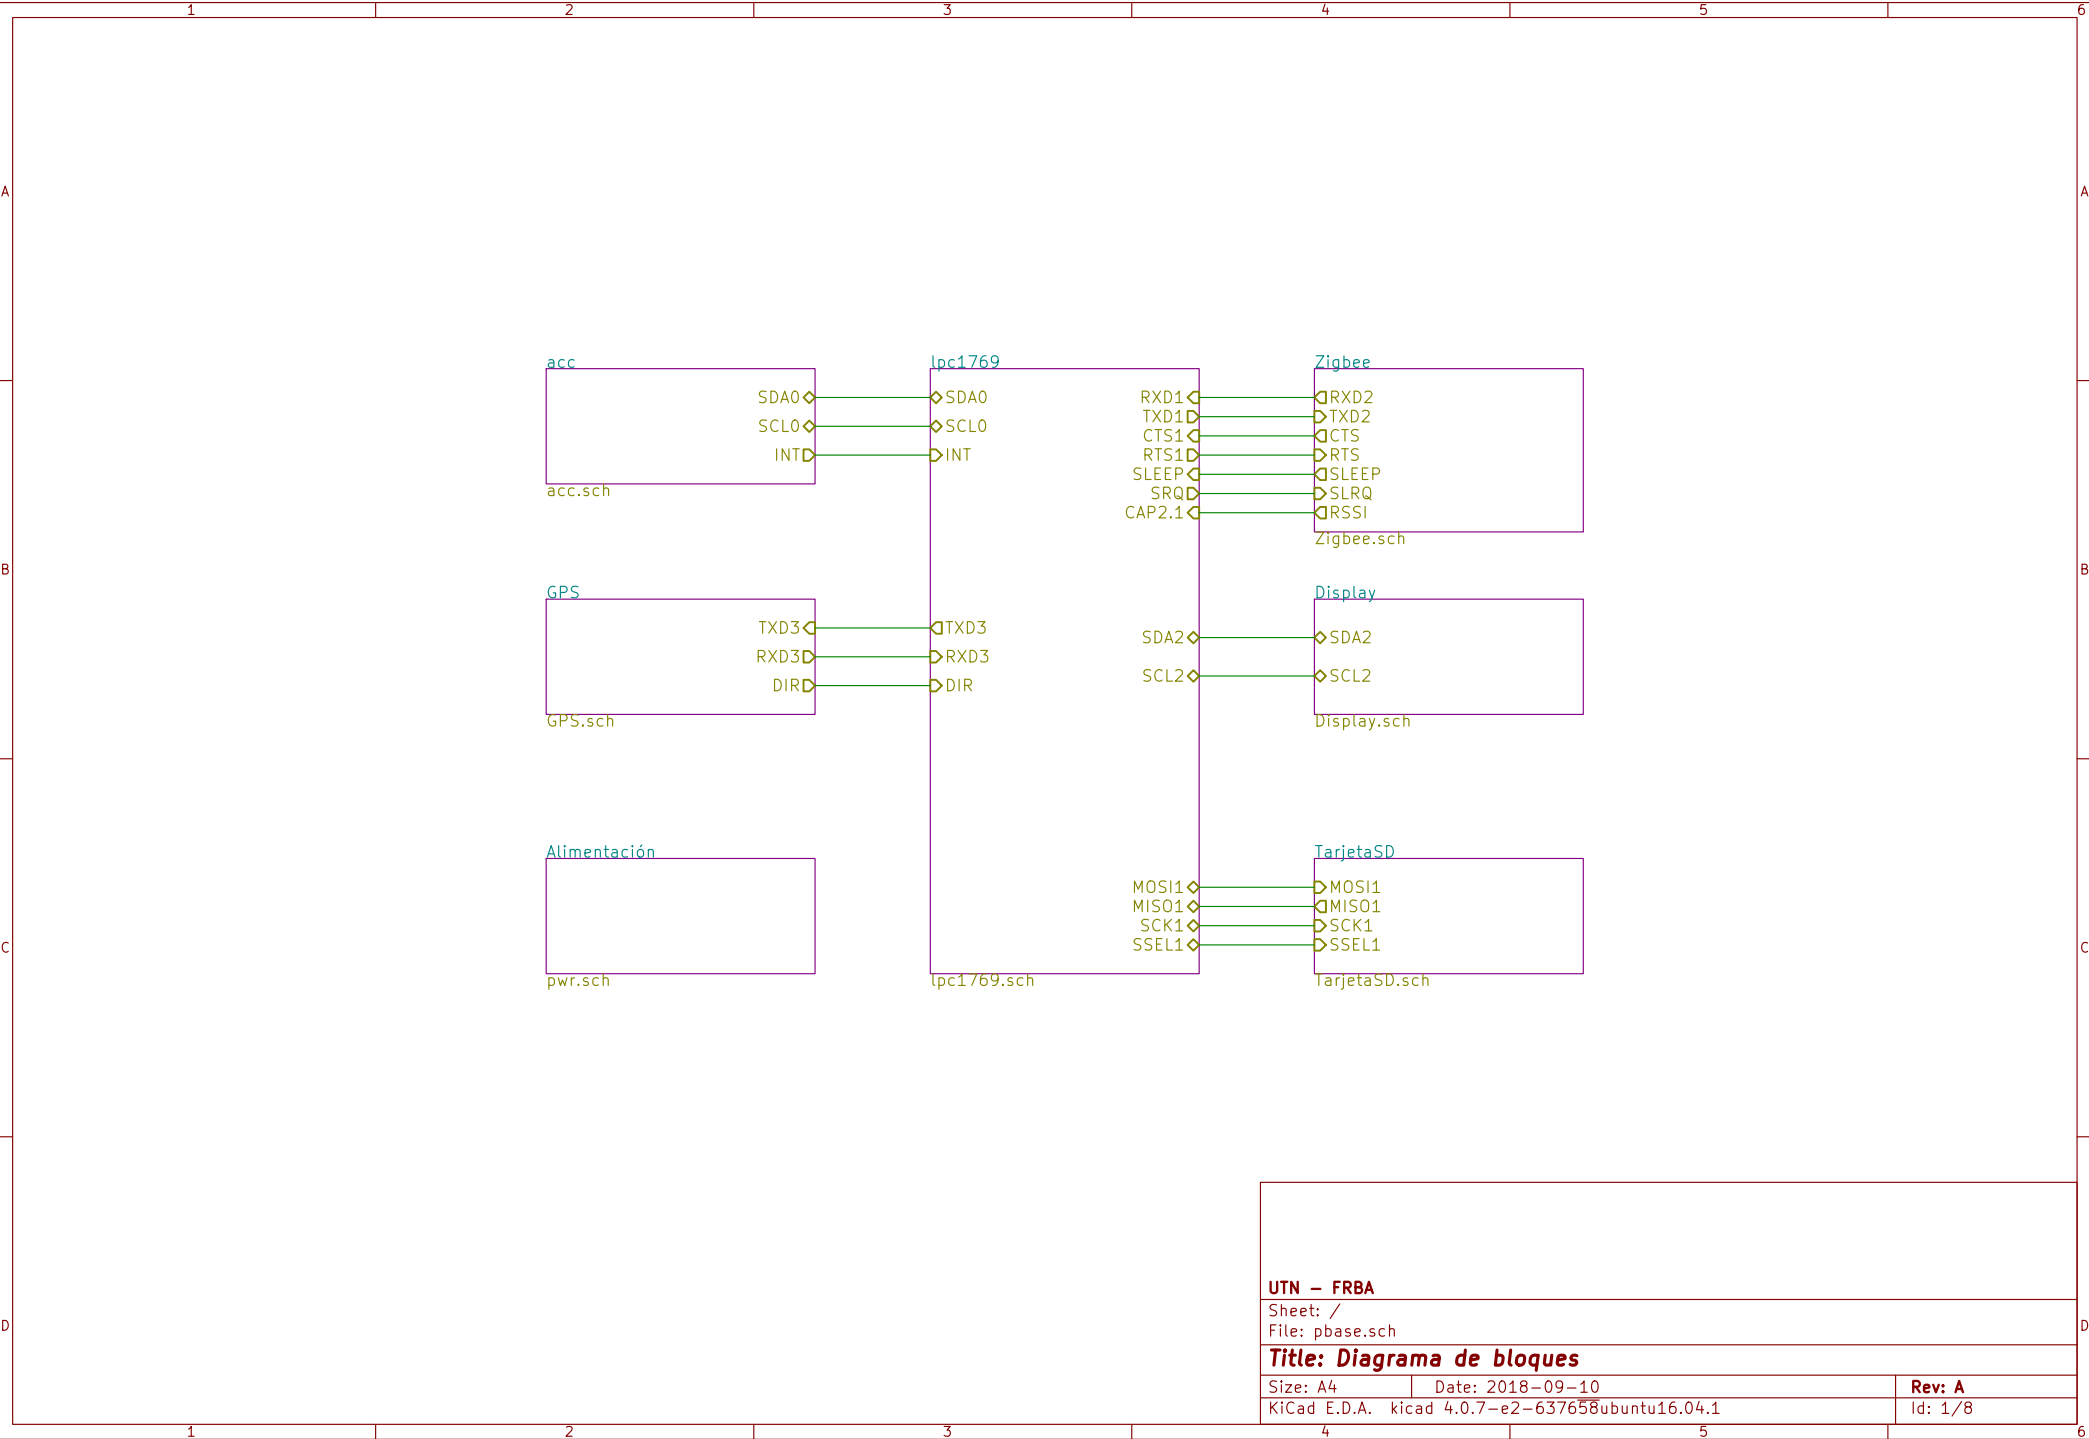 1 2 3 4 5 6
A A
acc
SDA0
SCL0
INT
acc.sch
lpc1769
SDA0
SCL0
INT
TXD3
RXD3
DIR
RXD1
TXD1
CTS1
RTS1
SLEEP
SRQ
CAP2.1
SDA2
SCL2
MOSI1
MISO1
SCK1
SSEL1
lpc1769.sch
Zigbee
RXD2
TXD2
CTS
RTS
SLEEP
SLRQ
RSSI
Zigbee.sch
B B
GPS
TXD3
RXD3
DIR
GPS.sch
Display
SDA2
SCL2
Display.sch
Alimentación
pwr.sch
TarjetaSD
MOSI1
MISO1
SCK1
SSEL1
TarjetaSD.sch
C C
UTN – FRBA
Sheet: /
File: pbase.sch
Title: Diagrama de bloques
Size: A4 Date: 2018-09-10 Rev: A
KiCad E.D.A. kicad 4.0.7-e2-637658ubuntu16.04.1 Id: 1/8
D D
1 2 3 4 5 6